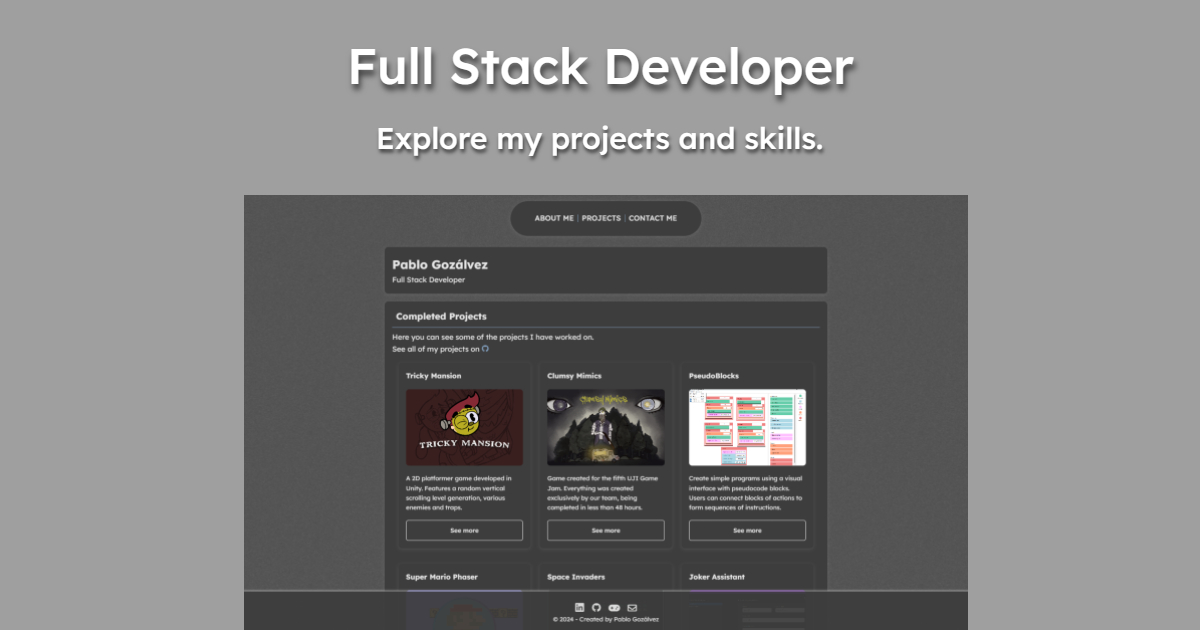 Full Stack Developer
Explore my projects and skills.
ABOUT ME | PROJECTS | CONTACT ME
Pablo Gozálvez
Full Stack Developer
Completed Projects
Here you can see some of the projects I have worked on.
See all of my projects on
Tricky Mansion
Clumsy Mimics
PseudoBlocks
TRICKY MANSION
A 2D platformer game developed in
Unity. Features a random vertical
scrolling level generation, various
enemies and traps.
Game created for the fifth UJI Game
Jam. Everything was created
exclusively by our team, being
completed in less than 48 hours.
Create simple programs using a visual
interface with pseudocode blocks.
Users can connect blocks of actions to
form sequences of instructions.
See more
See more
See more
Super Mario Phaser
Space Invaders
Joker Assistant
© 2024 - Created by Pablo Gozálvez